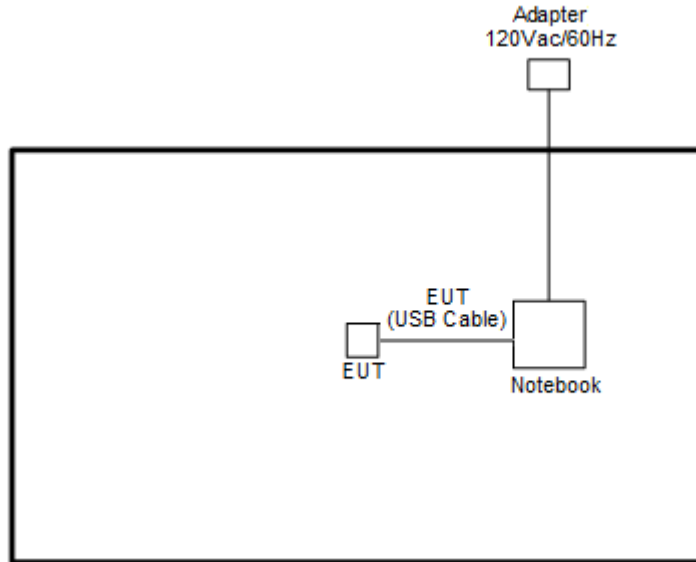 Adapter
120Vac/60Hz
EUT
(USB Cable)
EUT
Notebook